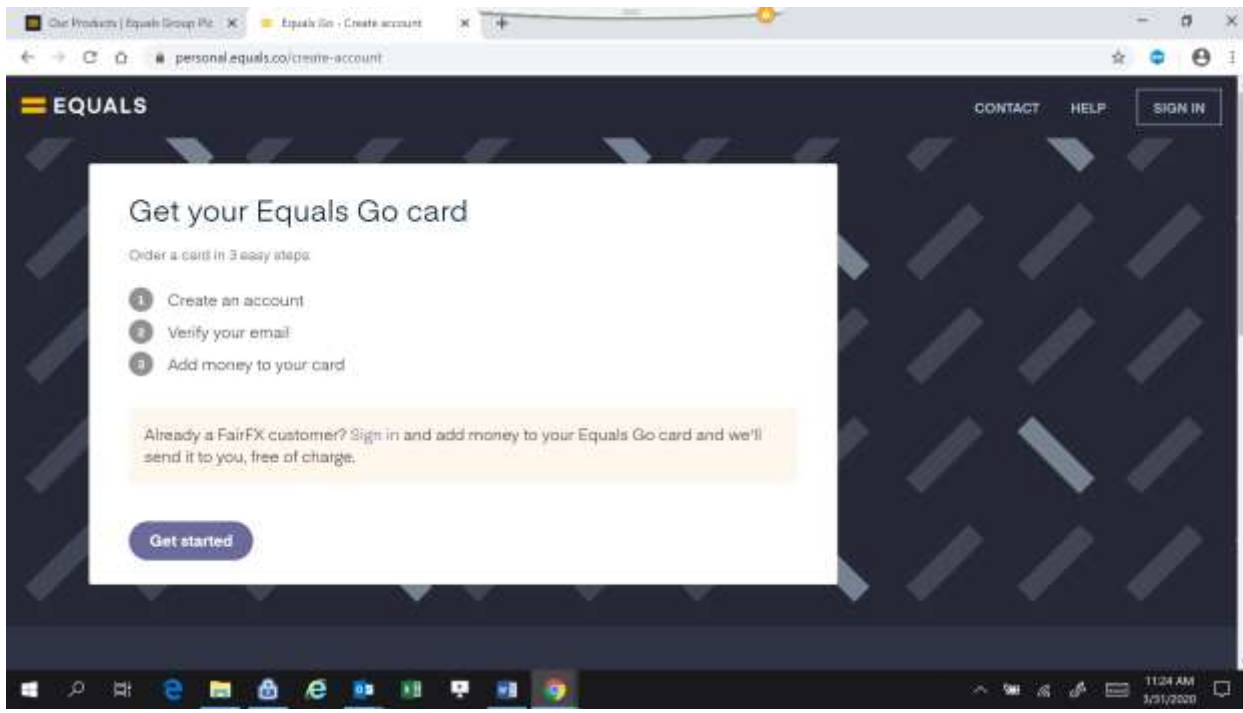 Our Products | Equals Group Plc
Equals Go - Create account
personal.equals.co/create-account
EQUALS
CONTACT HELP SIGN IN
Get your Equals Go card
Order a card in 3 easy steps:
1 Create an account
2 Verify your email
3 Add money to your card
Already a FairFX customer? Sign in and add money to your Equals Go card and we'll
send it to you, free of charge.
Get started
11:24 AM
3/31/2020